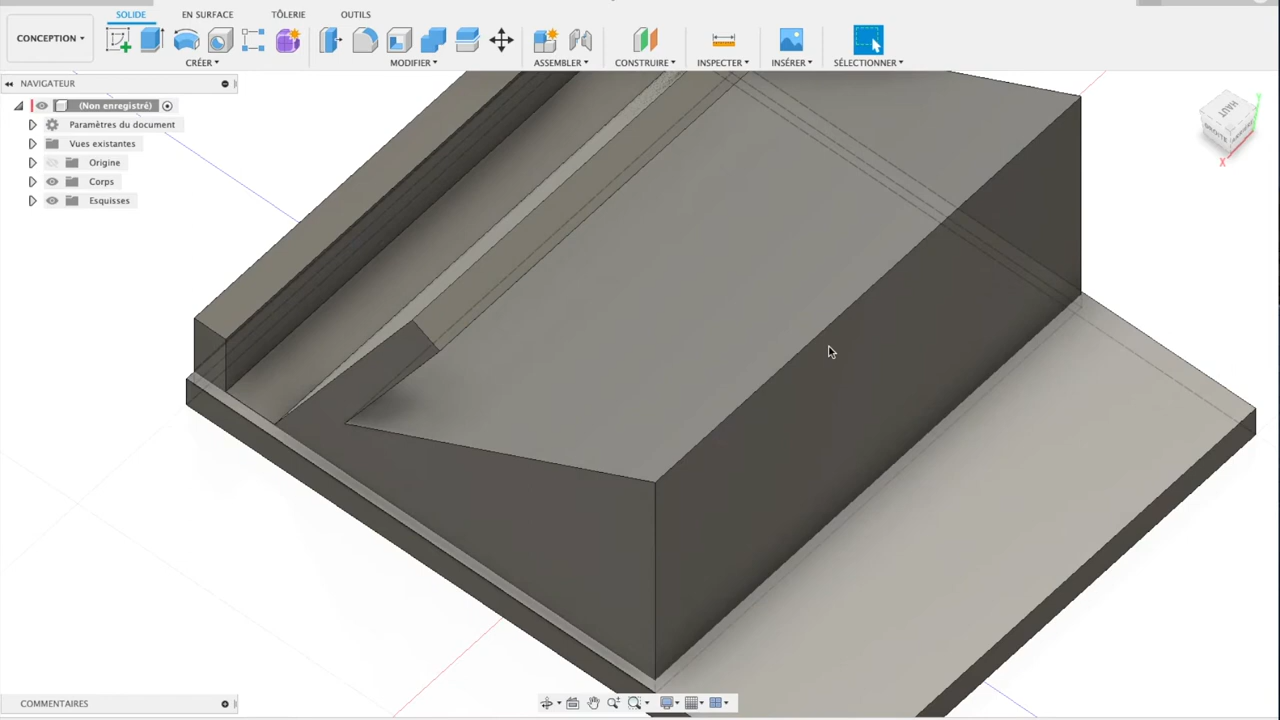 SOLIDE EN SURFACE TÔLERIE OUTILS
CONCEPTION
CRÉER MODIFIER ASSEMBLER CONSTRUIRE INSPECTER INSÉRER SÉLECTIONNER
NAVIGATEUR
(Non enregistré)
Paramètres du document
Vues existantes
Origine
Corps
Esquisses
HAUT
DROITE
X
COMMENTAIRES